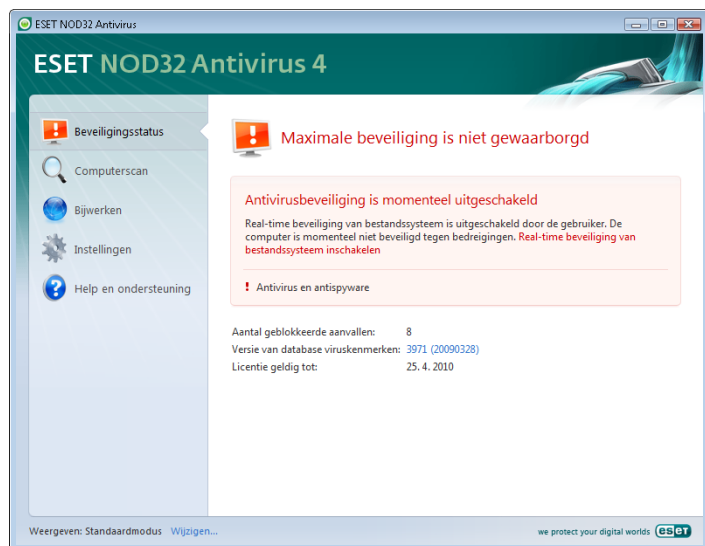 ESET NOD32 Antivirus
ESET NOD32 Antivirus 4
Beveiligingsstatus
Computerscan
Bijwerken
Instellingen
Help en ondersteuning
Maximale beveiliging is niet gewaarborgd
Antivirusbeveiliging is momenteel uitgeschakeld
Real-time beveiliging van bestandssysteem is uitgeschakeld door de gebruiker. De
computer is momenteel niet beveiligd tegen bedreigingen. Real-time beveiliging van
bestandssysteem inschakelen
! Antivirus en antispyware
Aantal geblokkeerde aanvallen: 8
Versie van database viruskenmerken: 3971 (20090328)
Licentie geldig tot: 25. 4. 2010
Weergeven: Standaardmodus Wijzigen...
we protect your digital worlds eset